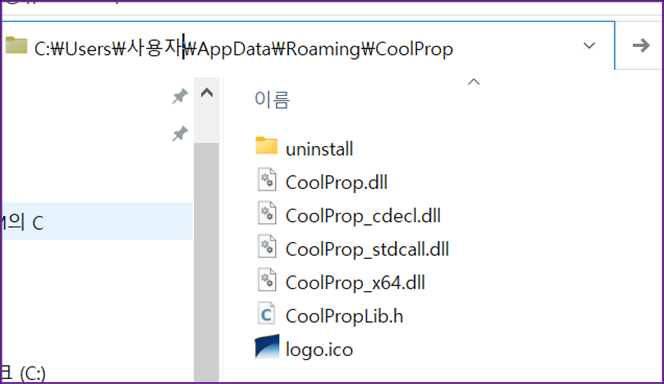 C:₩Users₩사용자₩AppData₩Roaming₩CoolProp
이름
uninstall
CoolProp.dll
CoolProp_cdecl.dll
CoolProp_stdcall.dll
CoolProp_x64.dll
CoolPropLib.h
logo.ico
의 C
크 (C:)